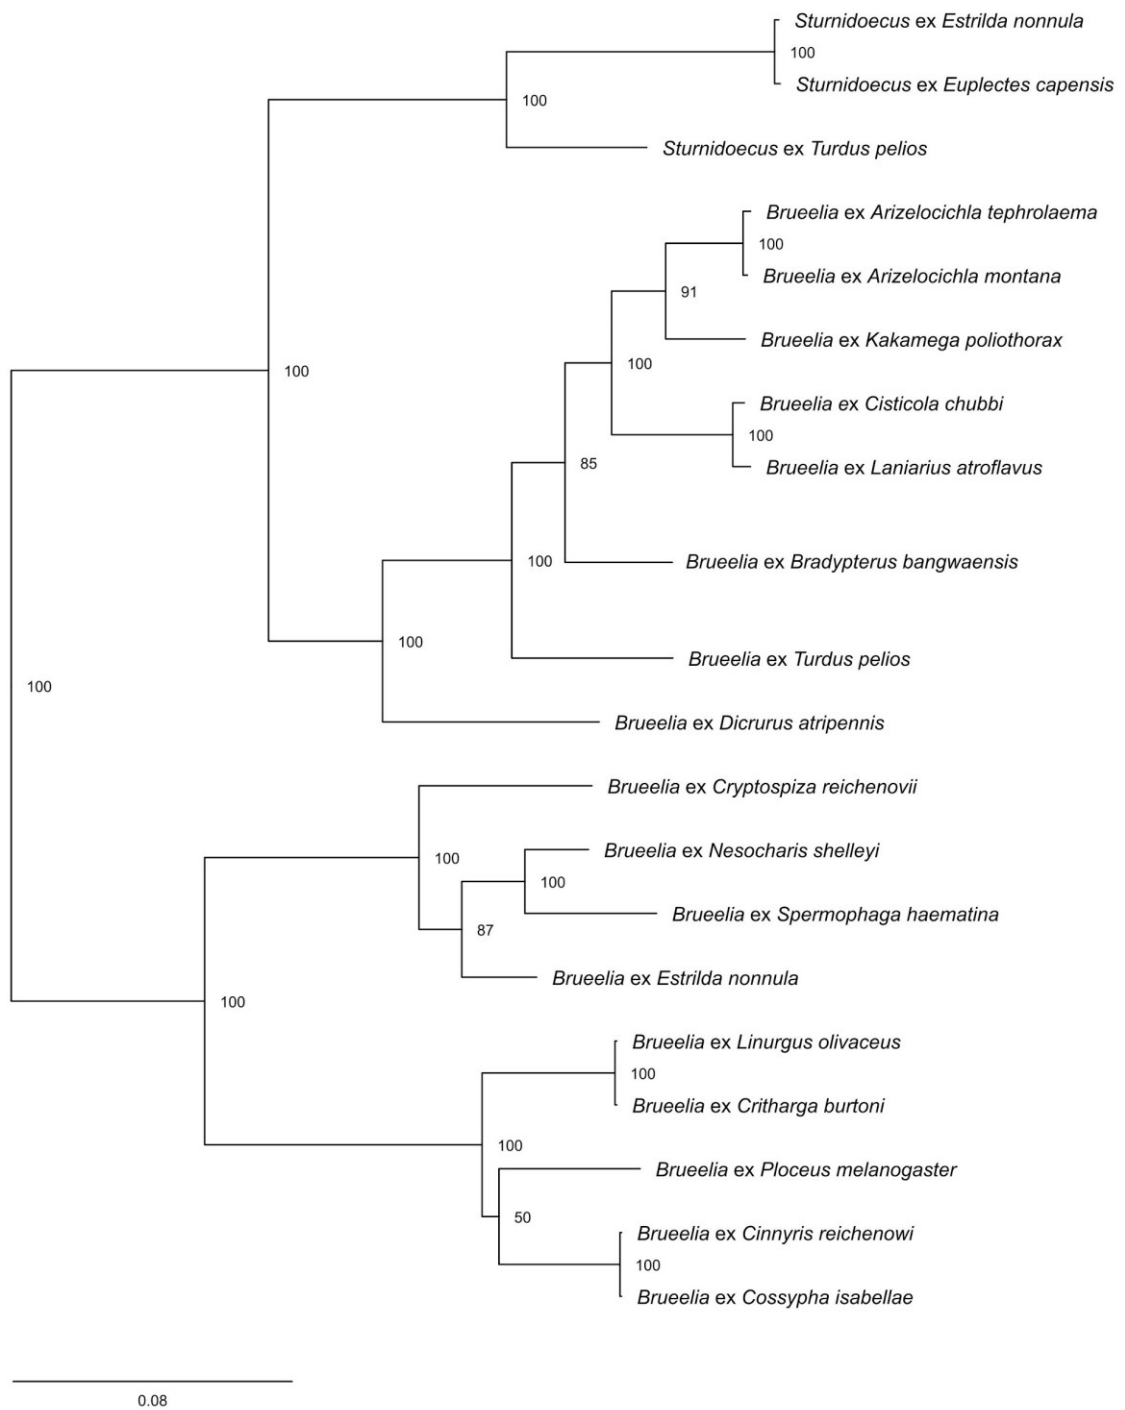 Sturnidoecus ex Estrilda nonnula
100
Sturnidoecus ex Euplectes capensis
100
Sturnidoecus ex Turdus pelios
Brueelia ex Arizelocichla tephrolaema
100
Brueelia ex Arizelocichla montana
91
Brueelia ex Kakamega poliothorax
100
100
Brueelia ex Cisticola chubbi
100
Brueelia ex Laniarius atroflavus
85
100
Brueelia ex Bradypterus bangwaensis
100
Brueelia ex Turdus pelios
100
Brueelia ex Dicrurus atripennis
Brueelia ex Cryptospiza reichenovii
Brueelia ex Nesocharis shelleyi
100
100
Brueelia ex Spermophaga haematina
87
Brueelia ex Estrilda nonnula
100
Brueelia ex Linurgus olivaceus
100
Brueelia ex Critharga burtoni
100
Brueelia ex Ploceus melanogaster
50
Brueelia ex Cinnyris reichenowi
100
Brueelia ex Cossypha isabellae
0.08